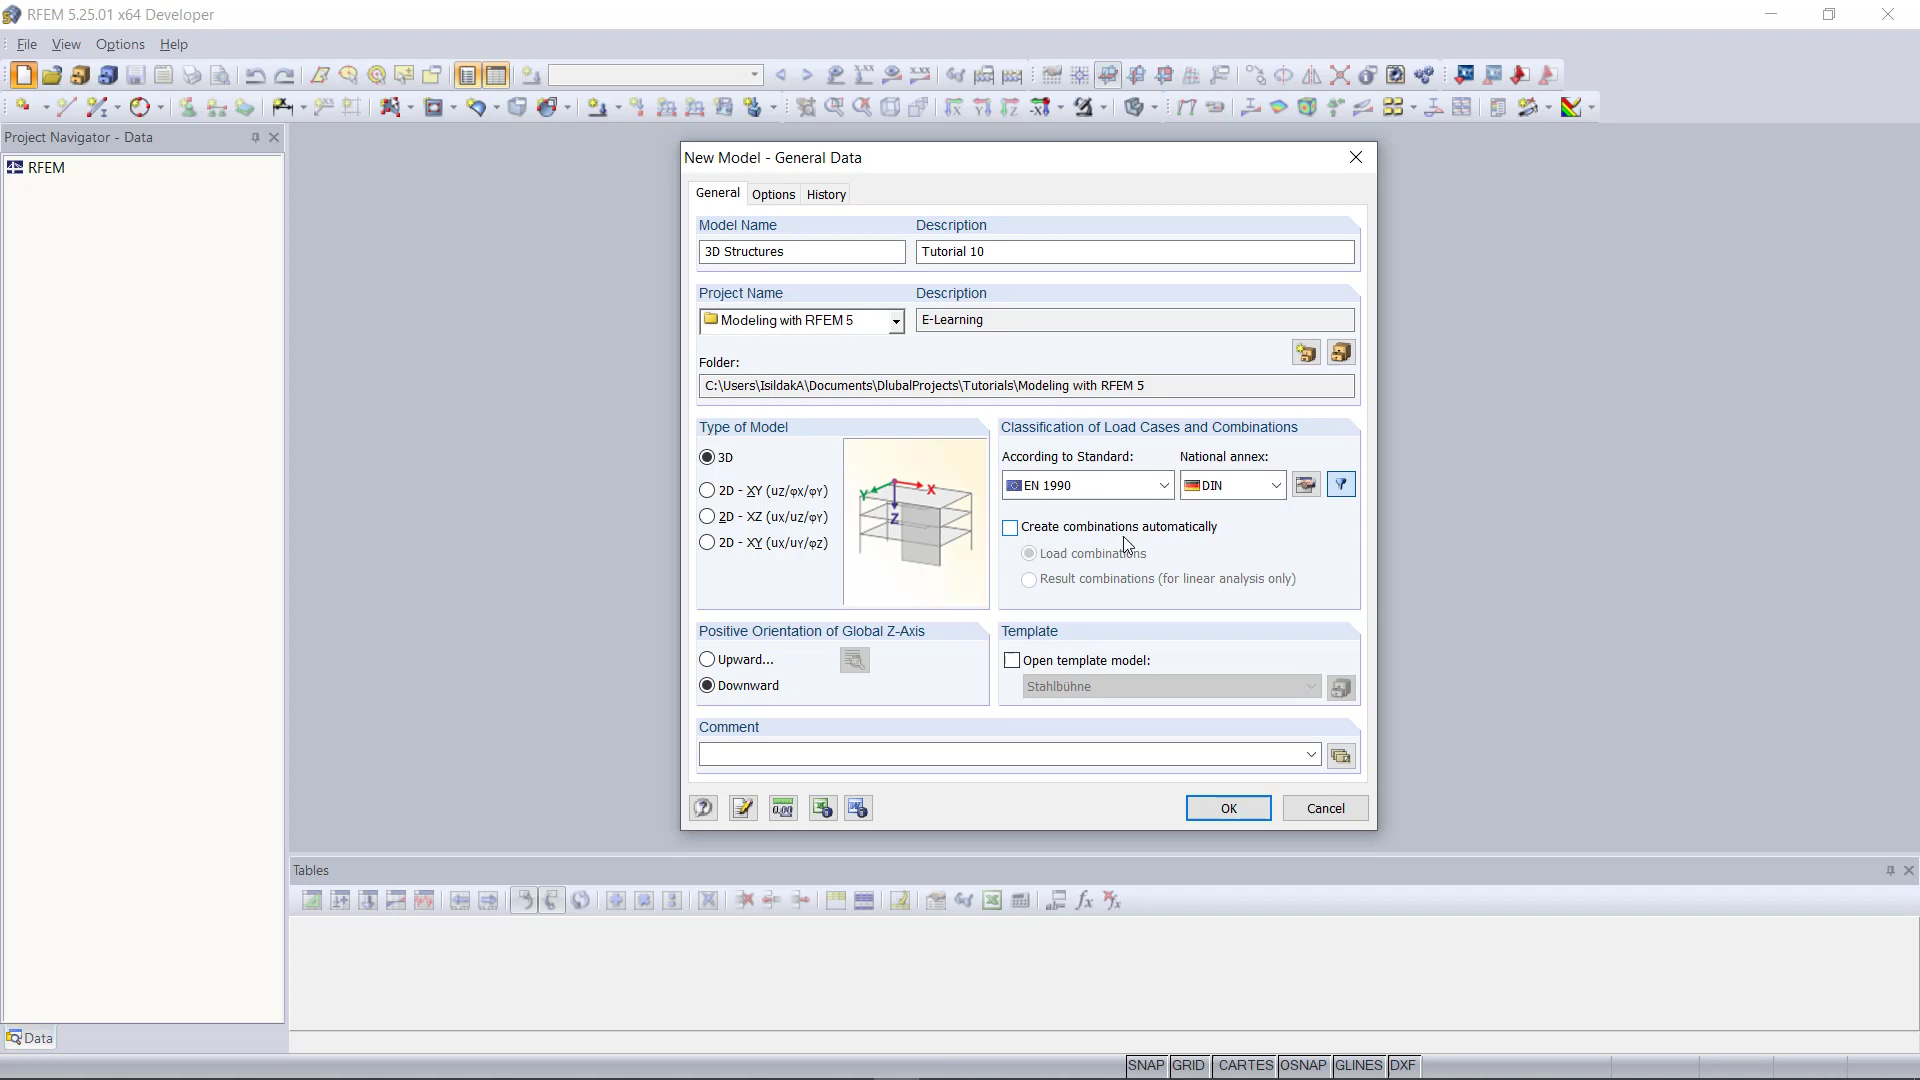 RFEM 5.25.01 x64 Developer
File View Options Help
Project Navigator - Data
RFEM
New Model - General Data
General Options History
Model Name Description
3D Structures Tutorial 10
Project Name Description
Modeling with RFEM 5 E-Learning
Folder:
C:\Users\IsildakA\Documents\DlubalProjects\Tutorials\Modeling with RFEM 5
Type of Model Classification of Load Cases and Combinations
3D According to Standard: National annex:
2D - XY (uZ/φX/φY) EN 1990 DIN
2D - XZ (uX/uZ/φY) Create combinations automatically
2D - XY (uX/uY/φZ) Load combinations
Y X Z
Result combinations (for linear analysis only)
Positive Orientation of Global Z-Axis Template
Upward... Open template model:
Downward Stahlbühne
Comment
0,00 OK Cancel
Tables
fx fx
Data
SNAP GRID CARTES OSNAP GLINES DXF